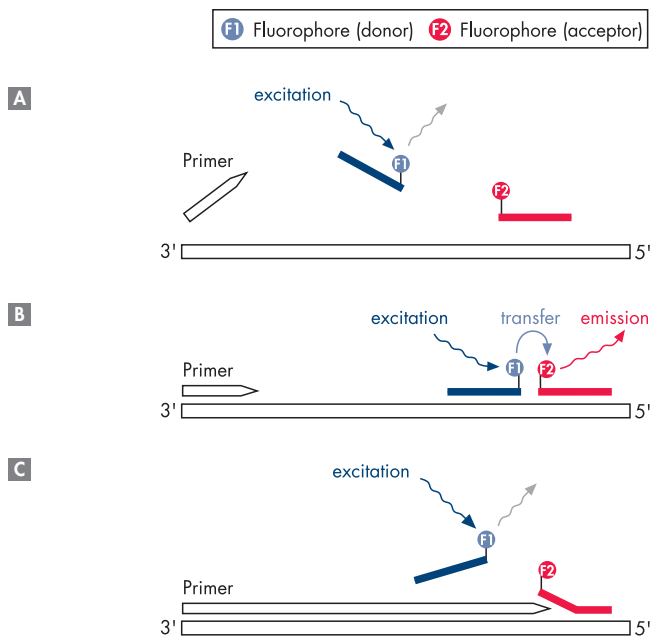 F1 Fluorophore (donor) F2 Fluorophore (acceptor)
A
excitation
Primer
F1
F2
3' 5'
B
excitation transfer emission
Primer
F1 F2
3' 5'
C
excitation
F1
F2
Primer
3' 5'